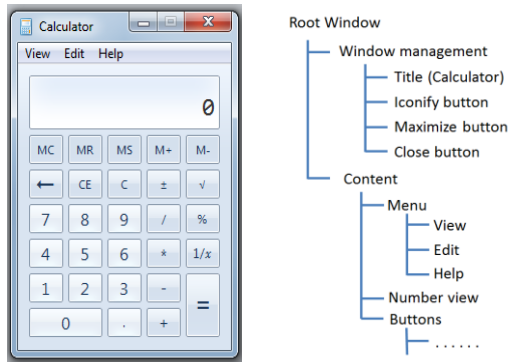 Calculator
View Edit Help
0
MC MR MS M+ M-
← CE C ± √
7 8 9 / %
4 5 6 * 1/x
1 2 3 - =
0 . +
Root Window
Window management
Title (Calculator)
Iconify button
Maximize button
Close button
Content
Menu
View
Edit
Help
Number view
Buttons
......